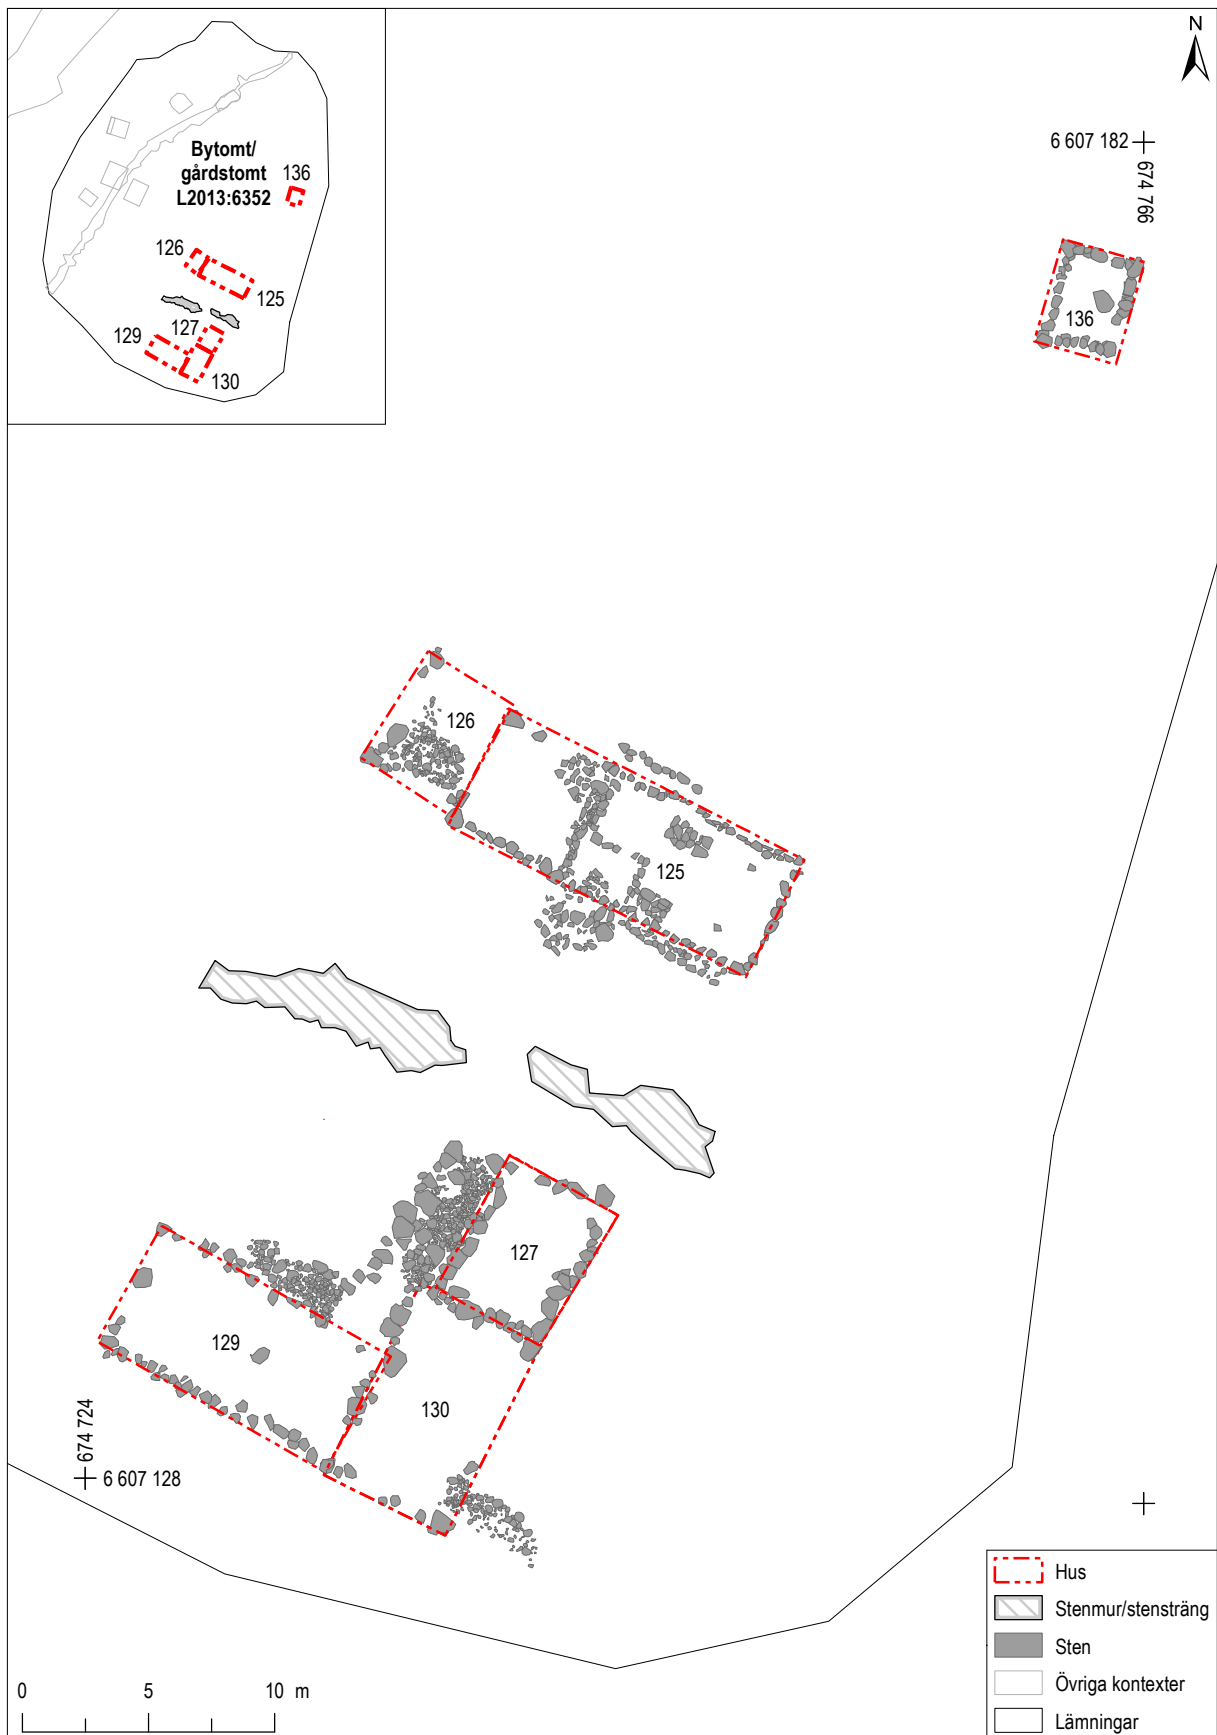 N
Bytomt/
gårdstomt
L2013:6352
136
126
125
127
129
130
6 607 182
674 766
136
126
125
127
129
130
674 724
6 607 128
Hus
Stenmur/stensträng
Sten
Övriga kontexter
Lämningar
0 5 10 m